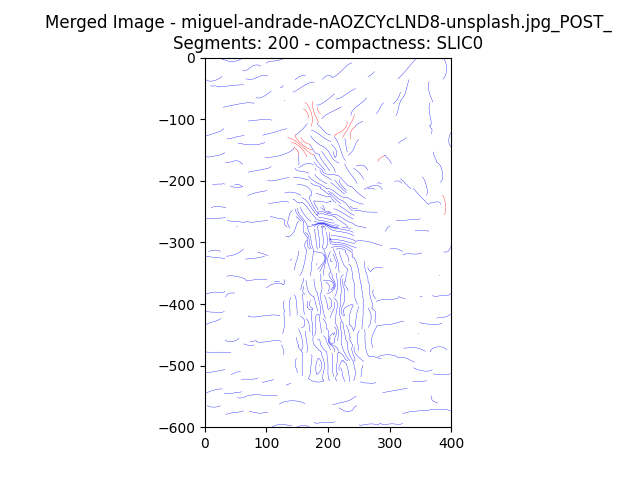 Merged Image - miguel-andrade-nAOZCYcLND8-unsplash.jpg_POST_
Segments: 200 - compactness: SLIC0
0
−100
−200
−300
−400
−500
−600
0 100 200 300 400